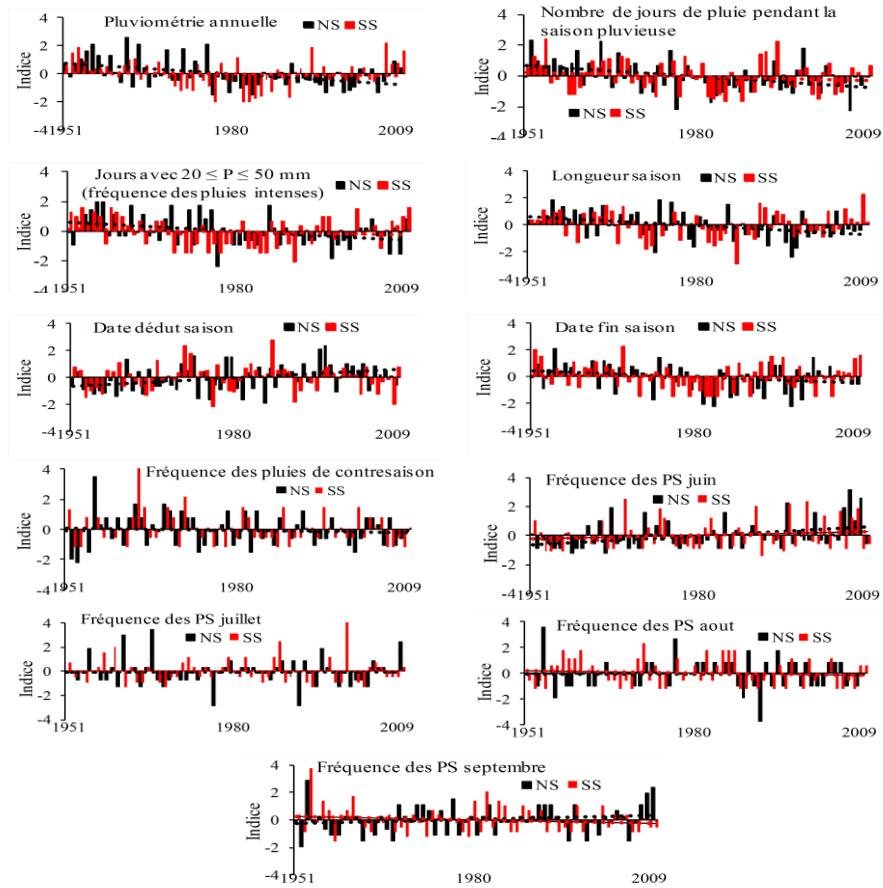 Pluviométrie annuelle
NS SS
Indice
4
2
0
-2
-4
1951 1980 2009
Nombre de jours de pluie pendant la
saison pluvieuse
NS SS
Indice
4
2
0
-2
-4
1951 1980 2009
Jours avec 20 ≤ P ≤ 50 mm
(fréquence des pluies intenses)
NS SS
Indice
4
2
0
-2
-4
1951 1980 2009
Longueur saison
NS SS
Indice
4
2
0
-2
-4
1951 1980 2009
Date dédut saison
NS SS
Indice
4
2
0
-2
-4
1951 1980 2009
Date fin saison
NS SS
Indice
4
2
0
-2
-4
1951 1980 2009
Fréquence des pluies de contresaison
NS SS
Indice
4
2
0
-2
-4
1951 1980 2009
Fréquence des PS juin
NS SS
Indice
4
2
0
-2
-4
1951 1980 2009
Fréquence des PS juillet
NS SS
Indice
4
2
0
-2
-4
1951 1980 2009
Fréquence des PS aout
NS SS
Indice
4
2
0
-2
-4
1951 1980 2009
Fréquence des PS septembre
NS SS
Indice
4
2
0
-2
-4
1951 1980 2009